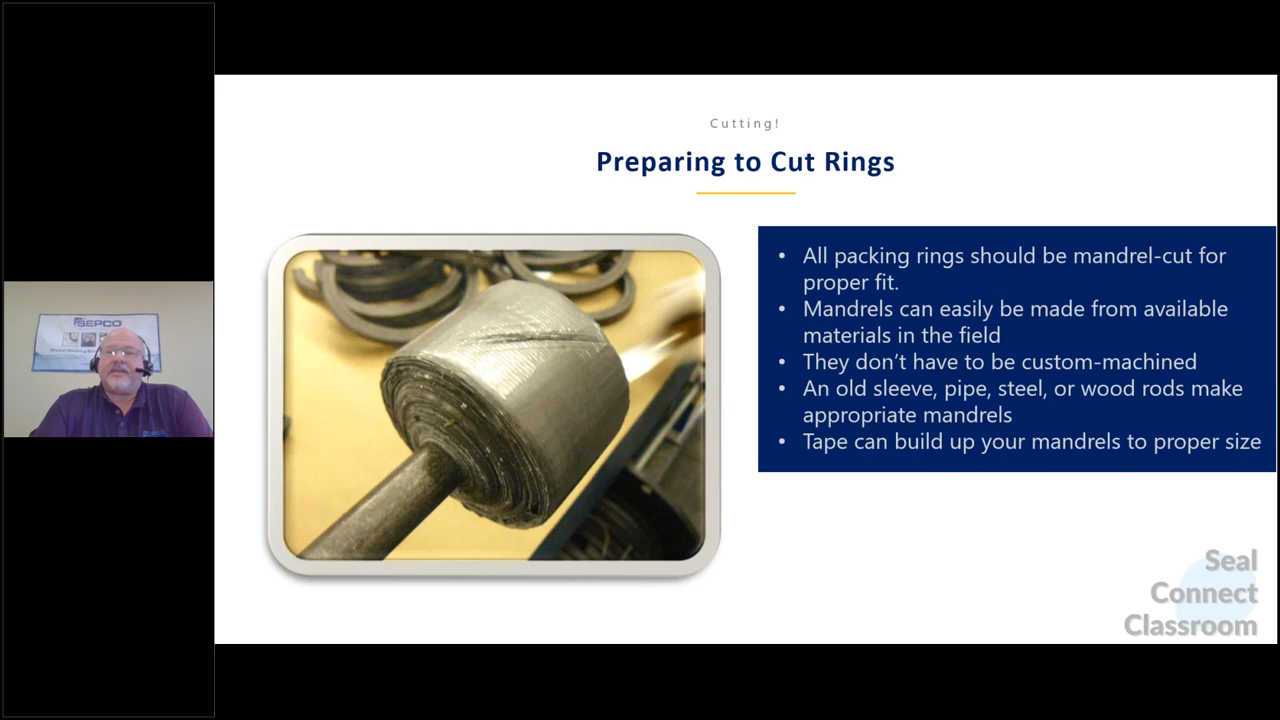 SEPCO
Cutting!
Preparing to Cut Rings
• All packing rings should be mandrel-cut for
proper fit.
• Mandrels can easily be made from available
materials in the field
• They don’t have to be custom-machined
• An old sleeve, pipe, steel, or wood rods make
appropriate mandrels
• Tape can build up your mandrels to proper size
Seal
Connect
Classroom